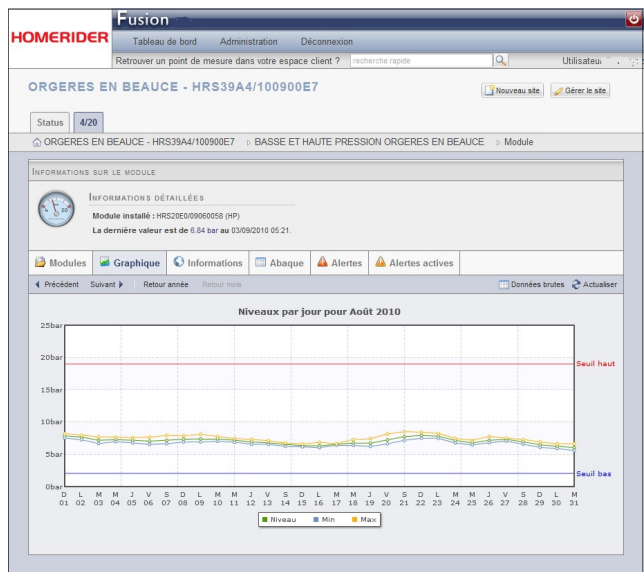 Fusion
HOMERIDER
Tableau de bord Administration Déconnexion
Retrouver un point de mesure dans votre espace client ? recherche rapide Utilisateur
ORGERES EN BEAUCE - HRS39A4/100900E7
Nouveau site Gérer le site
Status 4/20
ORGERES EN BEAUCE - HRS39A4/100900E7 BASSE ET HAUTE PRESSION ORGERES EN BEAUCE Module
INFORMATIONS SUR LE MODULE
INFORMATIONS DÉTAILLÉES
Module installé : HRS20E0/09060058 (HP)
La dernière valeur est de 6.84 bar au 03/09/2010 05:21.
Modules Graphique Informations Abaque Alertes Alertes actives
Précédent Suivant Retour année Retour mois Données brutes Actualiser
Niveaux par jour pour Août 2010
25bar
20bar
Seuil haut
15bar
10bar
5bar
Seuil bas
0bar
D L M M J V S D L M M J V S D L M M J V S D L M M J V S D L M
01 02 03 04 05 06 07 08 09 10 11 12 13 14 15 16 17 18 19 20 21 22 23 24 25 26 27 28 29 30 31
Niveau Min Max